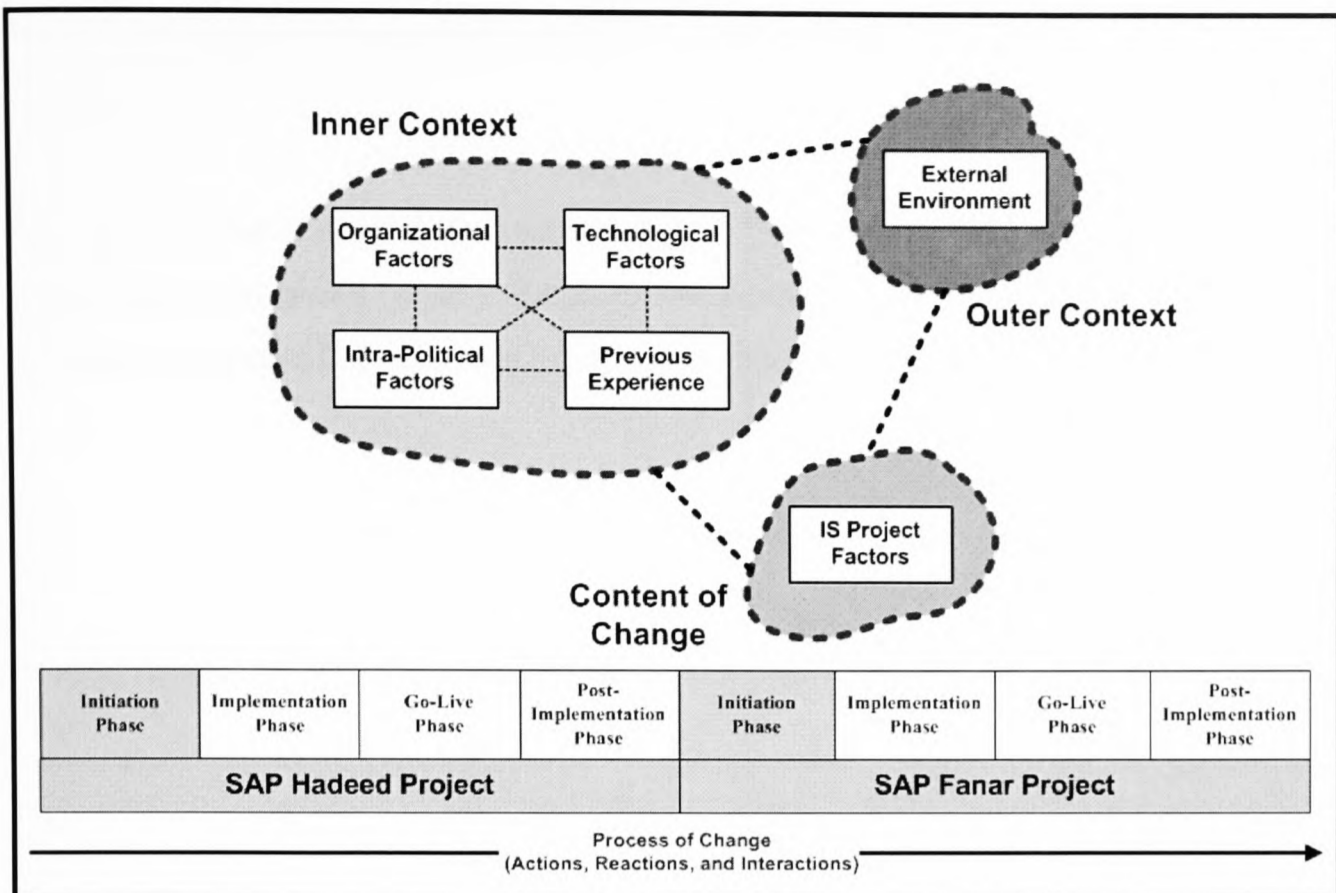 Inner Context
Organizational
Factors
Technological
Factors
Intra-Political
Factors
Previous
Experience
External
Environment
Outer Context
IS Project
Factors
Content of
Change
Initiation
Phase
Implementation
Phase
Go-Live
Phase
Post-
Implementation
Phase
Initiation
Phase
Implementation
Phase
Go-Live
Phase
Post-
Implementation
Phase
SAP Hadeed Project
SAP Fanar Project
Process of Change
(Actions, Reactions, and Interactions)